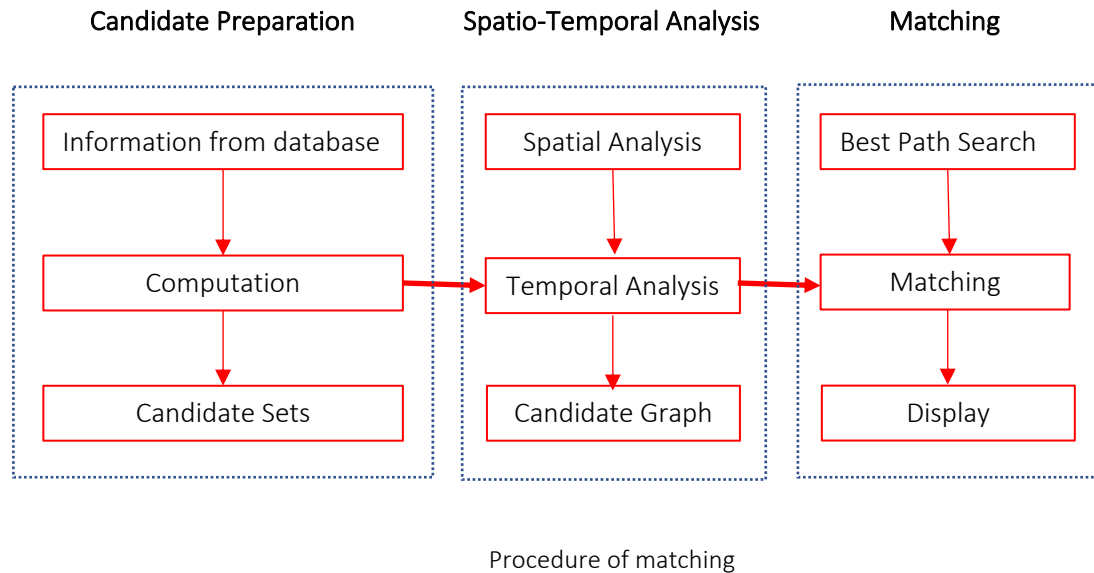 Candidate Preparation
Spatio-Temporal Analysis
Matching
Information from database
Computation
Candidate Sets
Spatial Analysis
Temporal Analysis
Candidate Graph
Best Path Search
Matching
Display
Procedure of matching